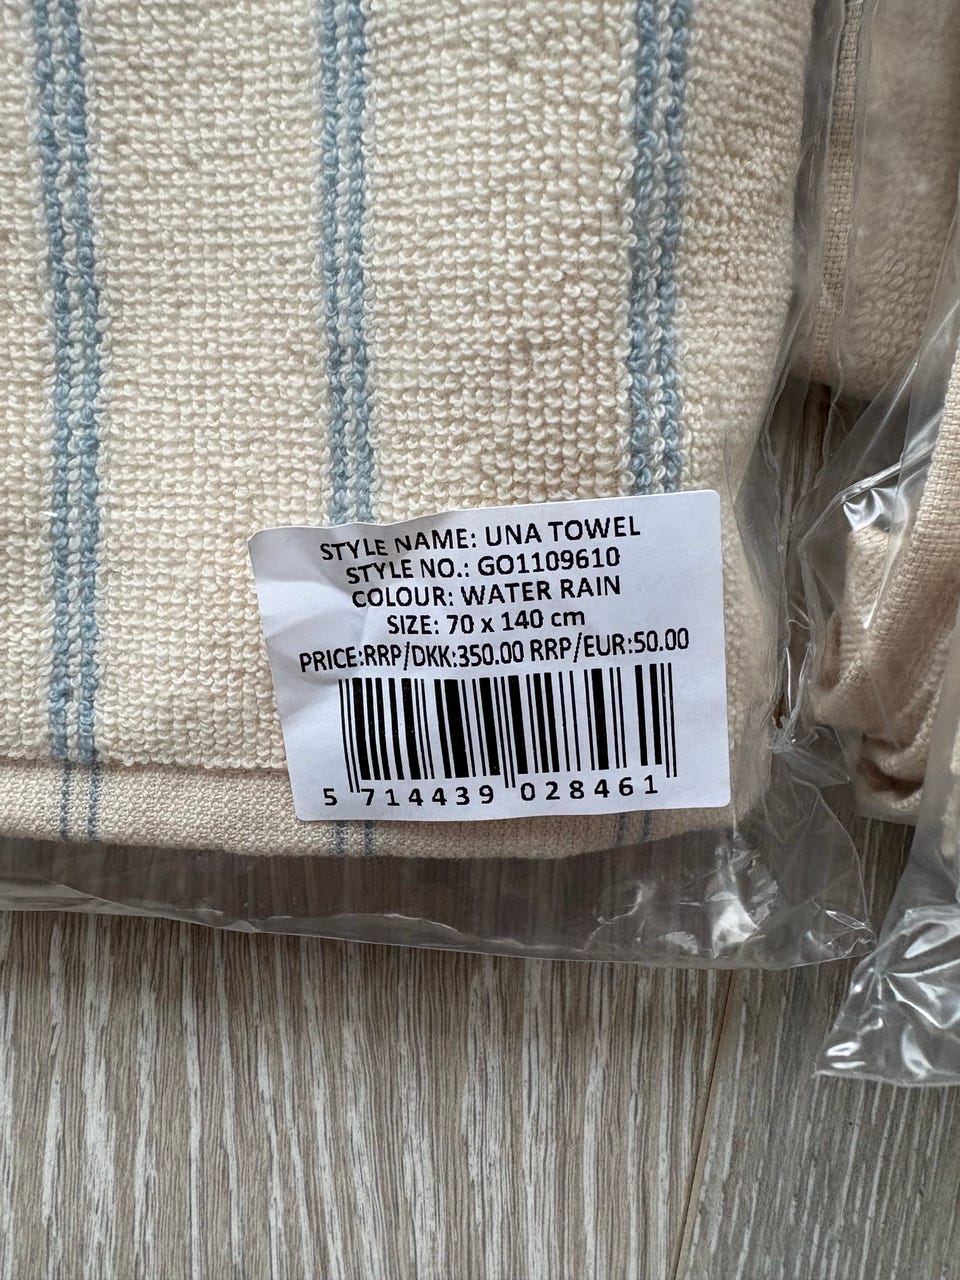 STYLE NAME: UNA TOWEL
STYLE NO.: GO1109610
COLOUR: WATER RAIN
SIZE: 70 x 140 cm
PRICE:RRP/DKK:350.00 RRP/EUR:50.00
5 714439 028461